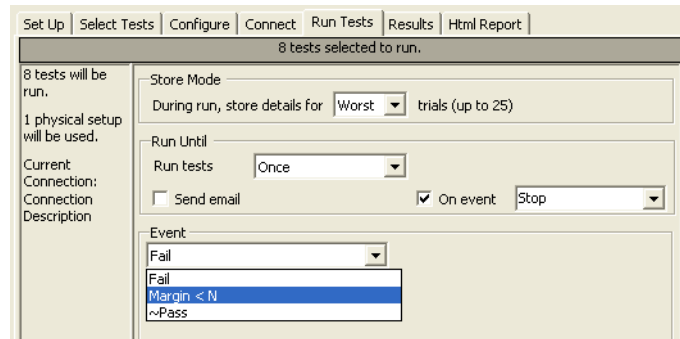 Set Up Select Tests Configure Connect Run Tests Results Html Report
8 tests selected to run.
8 tests will be
run.
1 physical setup
will be used.
Current
Connection:
Connection
Description
Store Mode
During run, store details for Worst trials (up to 25)
Run Until
Run tests Once
Send email On event Stop
Event
Fail
Fail
Margin < N
~Pass